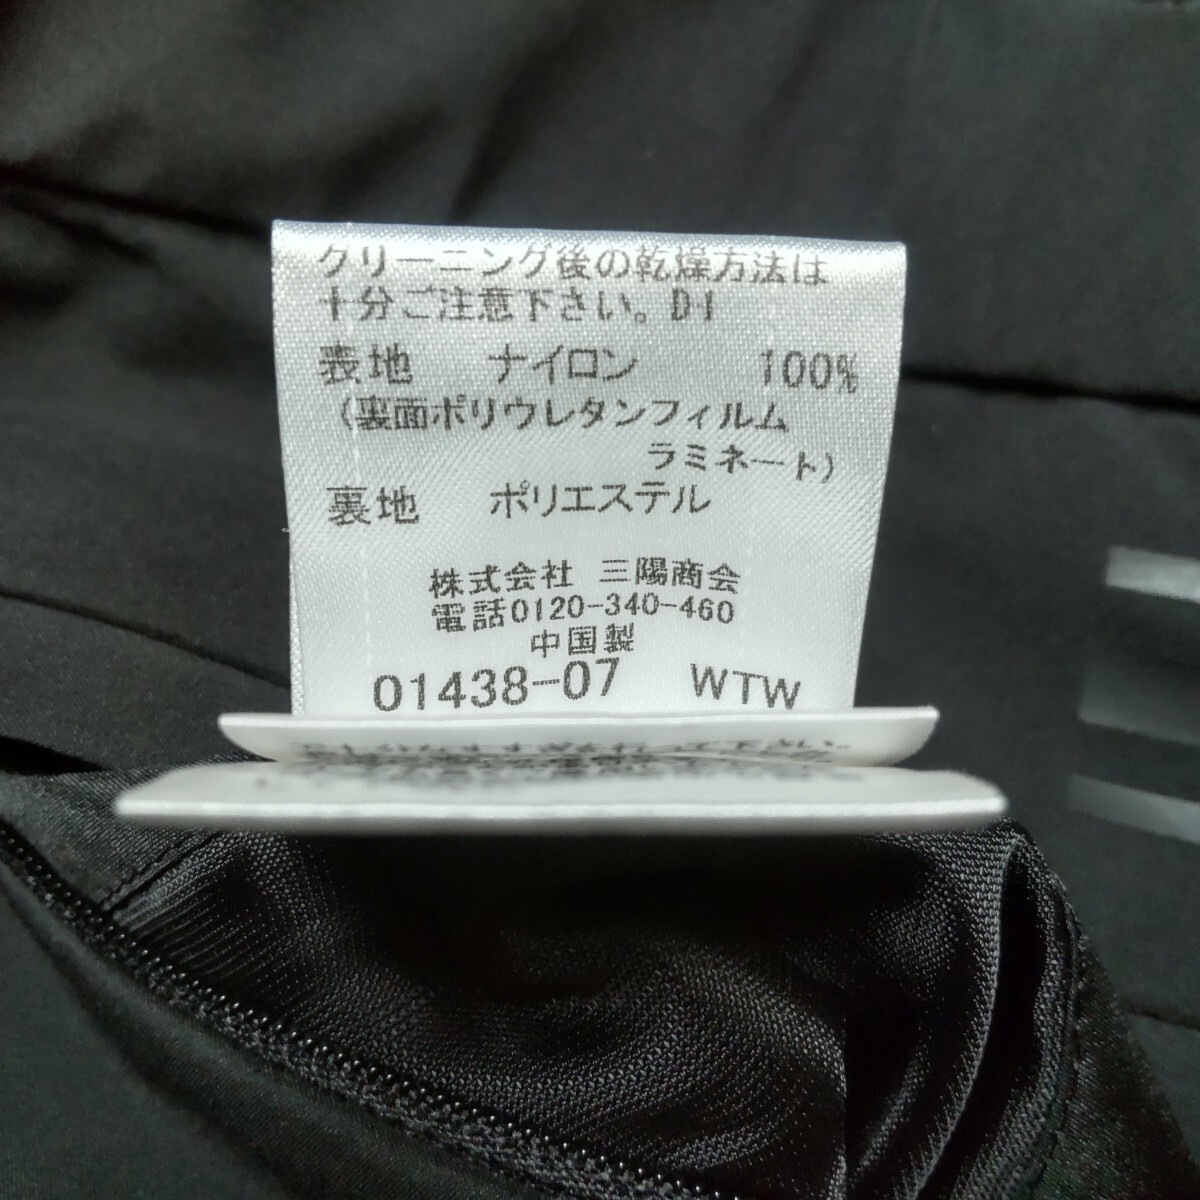 クリーニング後の乾燥方法は
十分ご注意下さい。D-I
表地 ナイロン 100%
(裏面ポリウレタンフィルム
ラミネート)
裏地 ポリエステル
株式会社 三陽商会
電話0120-340-460
中国製
01438-07 WTW